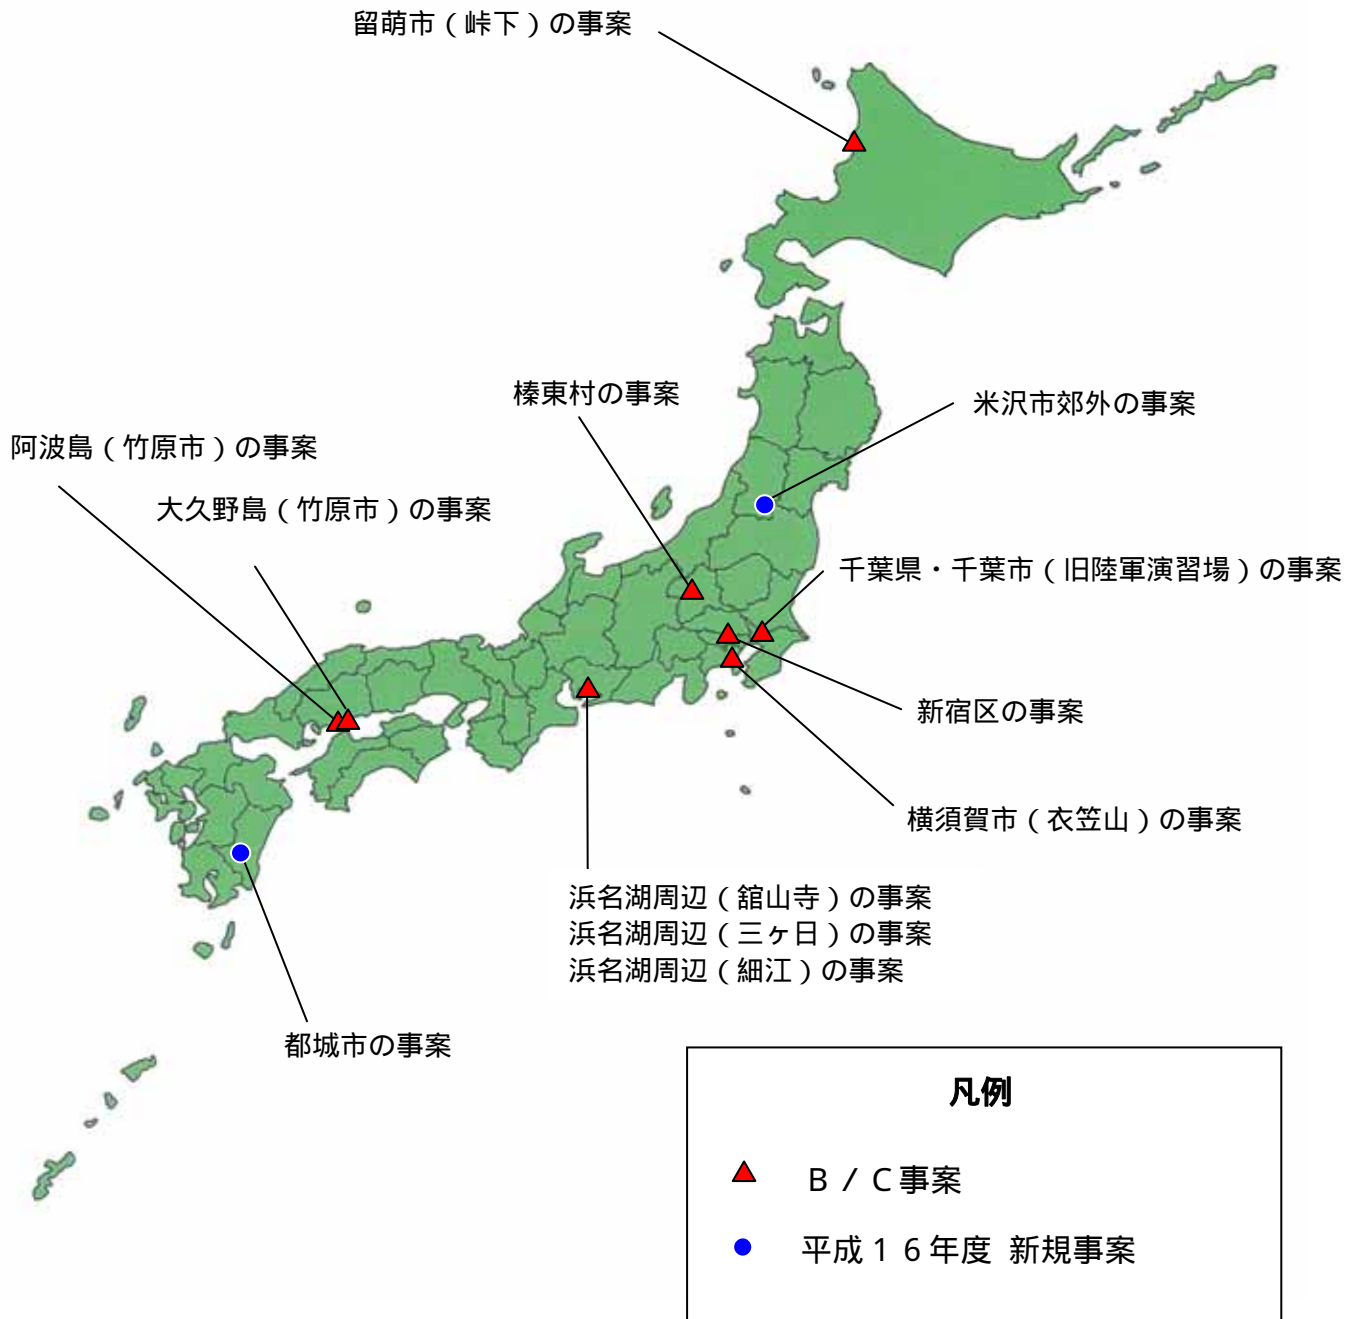 留萌市（峠下）の事案
榛東村の事案
米沢市郊外の事案
阿波島（竹原市）の事案
大久野島（竹原市）の事案
千葉県・千葉市（旧陸軍演習場）の事案
新宿区の事案
横須賀市（衣笠山）の事案
浜名湖周辺（舘山寺）の事案
浜名湖周辺（三ヶ日）の事案
浜名湖周辺（細江）の事案
都城市の事案
凡例
Ｂ／Ｃ事案
平成１６年度 新規事案